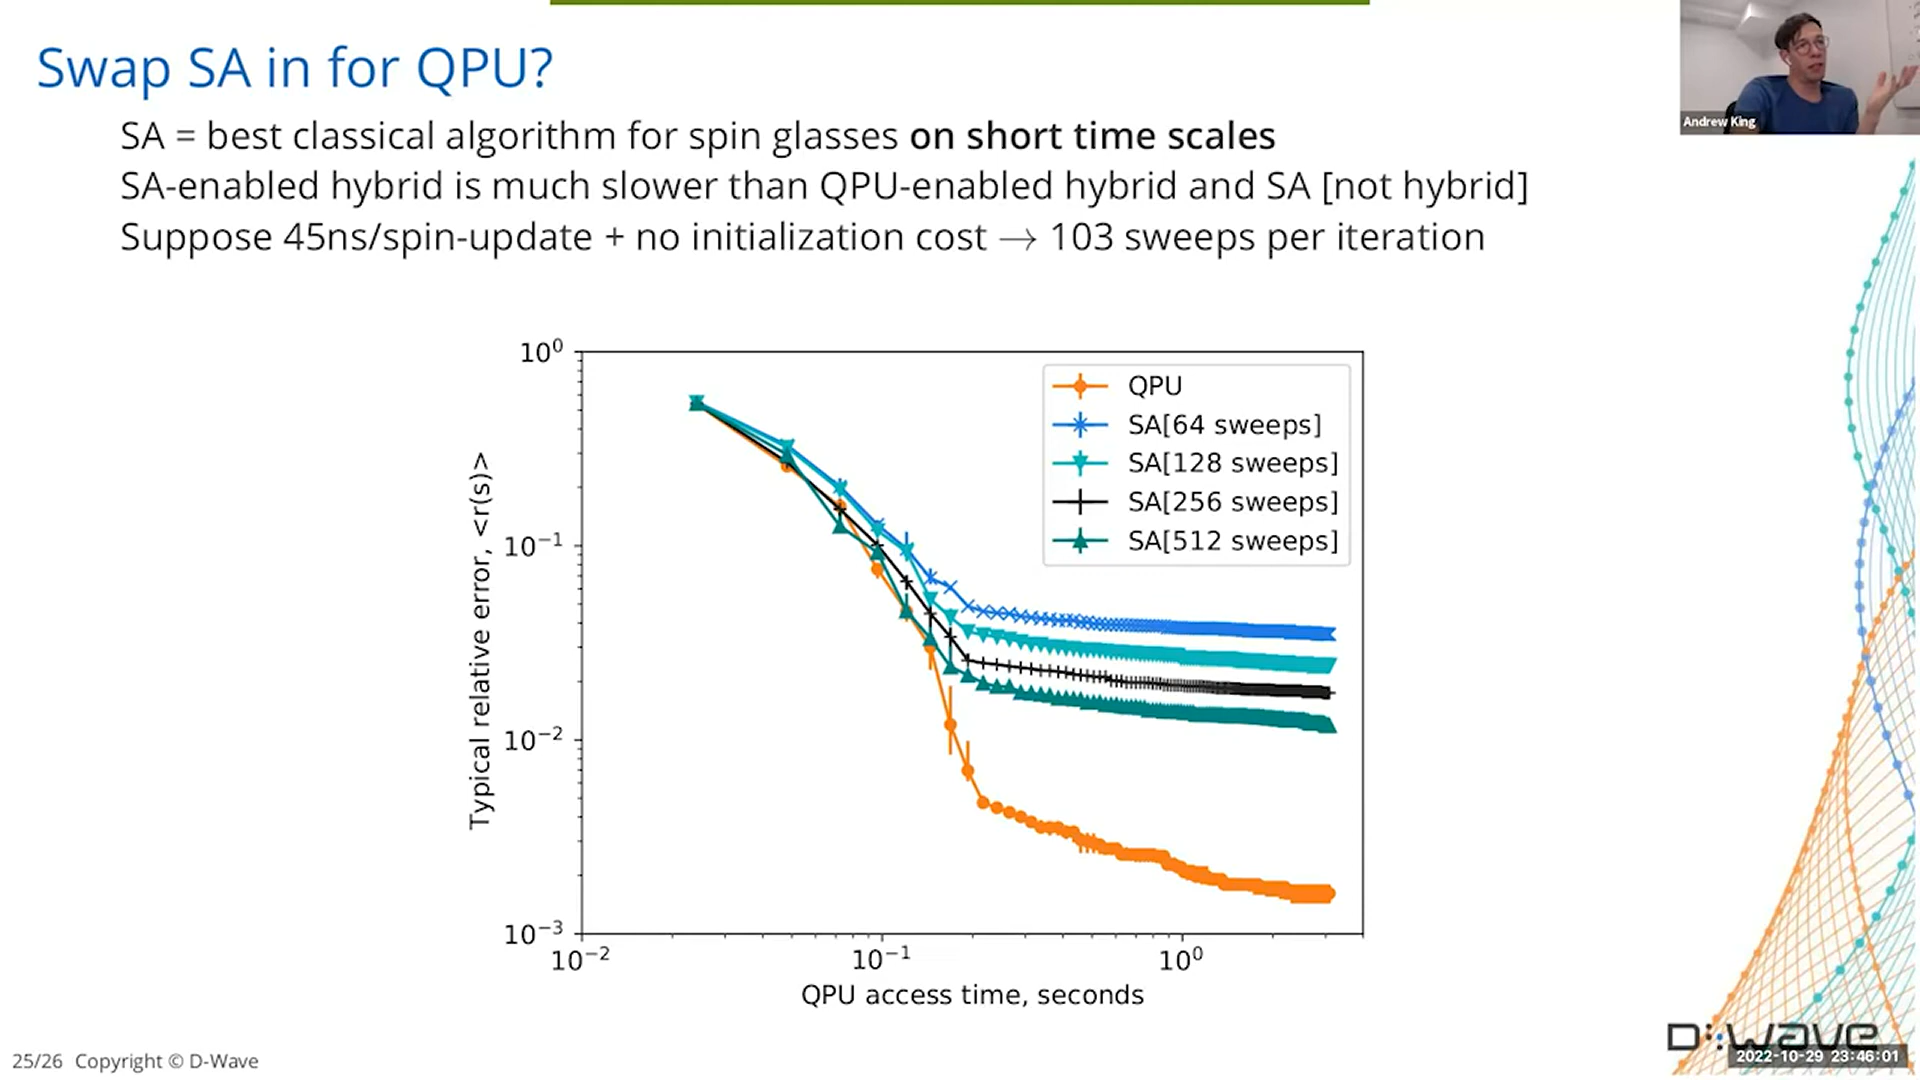 Swap SA in for QPU?
SA = best classical algorithm for spin glasses on short time scales
SA-enabled hybrid is much slower than QPU-enabled hybrid and SA [not hybrid]
Suppose 45ns/spin-update + no initialization cost → 103 sweeps per iteration
Andrew King
10⁰
10⁻¹
10⁻²
10⁻³
Typical relative error, <r(s)>
QPU
SA[64 sweeps]
SA[128 sweeps]
SA[256 sweeps]
SA[512 sweeps]
10⁻² 10⁻¹ 10⁰
QPU access time, seconds
25/26 Copyright © D-Wave
D:wave
2022-10-29 23:46:01